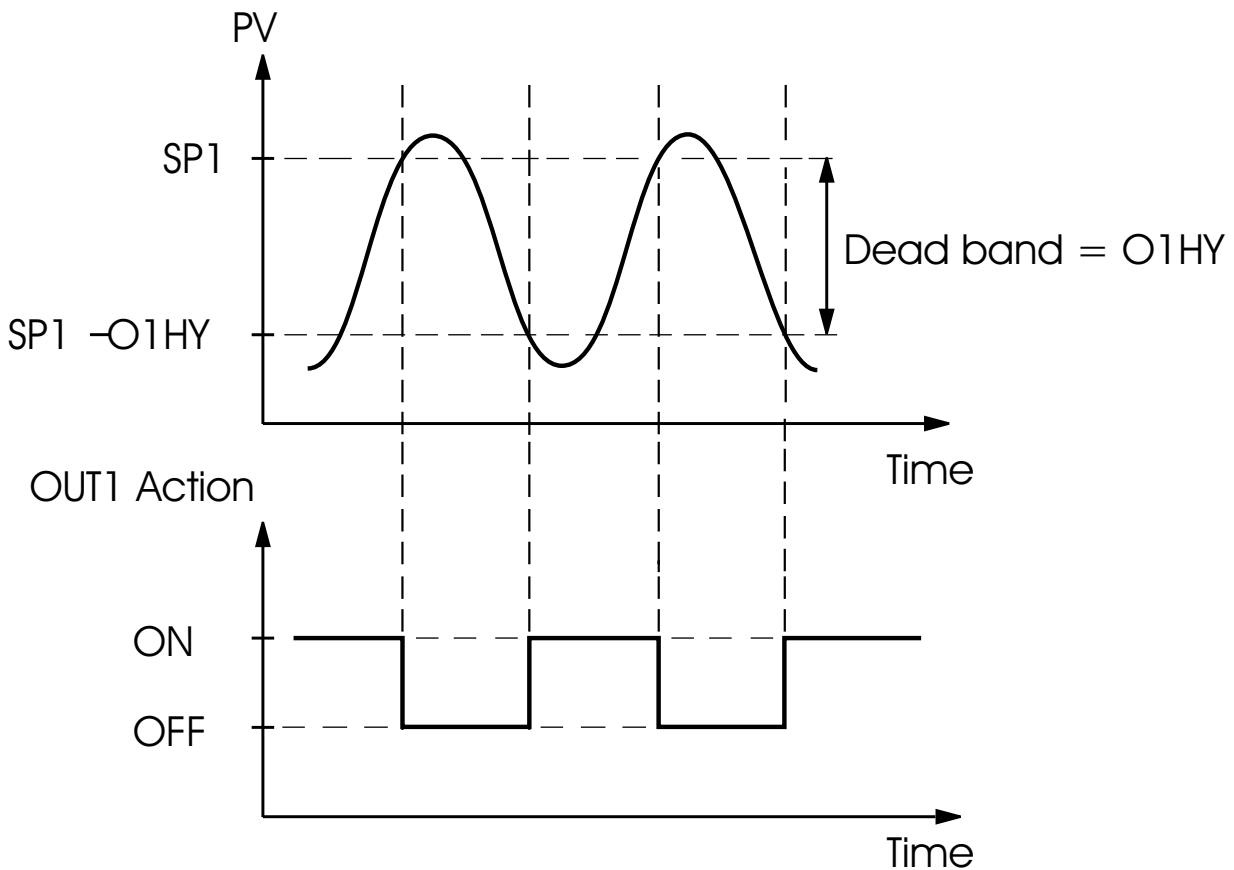 PV
SP1
Dead band = O1HY
SP1 –O1HY
Time
OUT1 Action
ON
OFF
Time